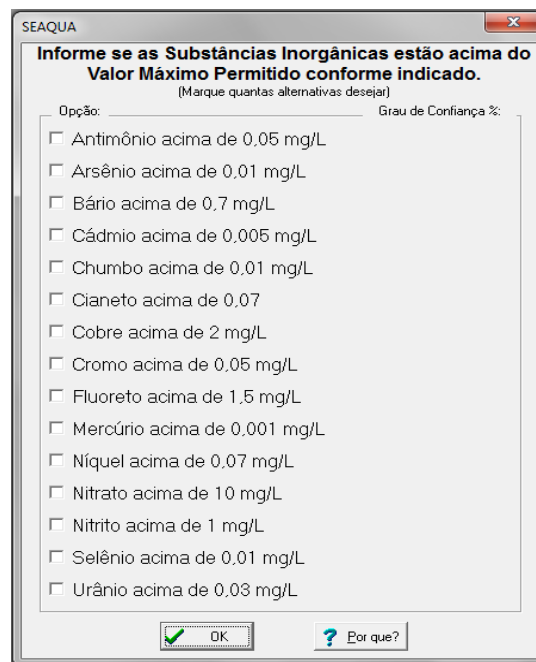 SEAQUA
Informe se as Substâncias Inorgânicas estão acima do
Valor Máximo Permitido conforme indicado.
(Marque quantas alternativas desejar)
Opção: Grau de Confiança %:
Antimônio acima de 0,05 mg/L
Arsênio acima de 0,01 mg/L
Bário acima de 0,7 mg/L
Cádmio acima de 0,005 mg/L
Chumbo acima de 0,01 mg/L
Cianeto acima de 0,07
Cobre acima de 2 mg/L
Cromo acima de 0,05 mg/L
Fluoreto acima de 1,5 mg/L
Mercúrio acima de 0,001 mg/L
Níquel acima de 0,07 mg/L
Nitrato acima de 10 mg/L
Nitrito acima de 1 mg/L
Selênio acima de 0,01 mg/L
Urânio acima de 0,03 mg/L
OK ? Por que?